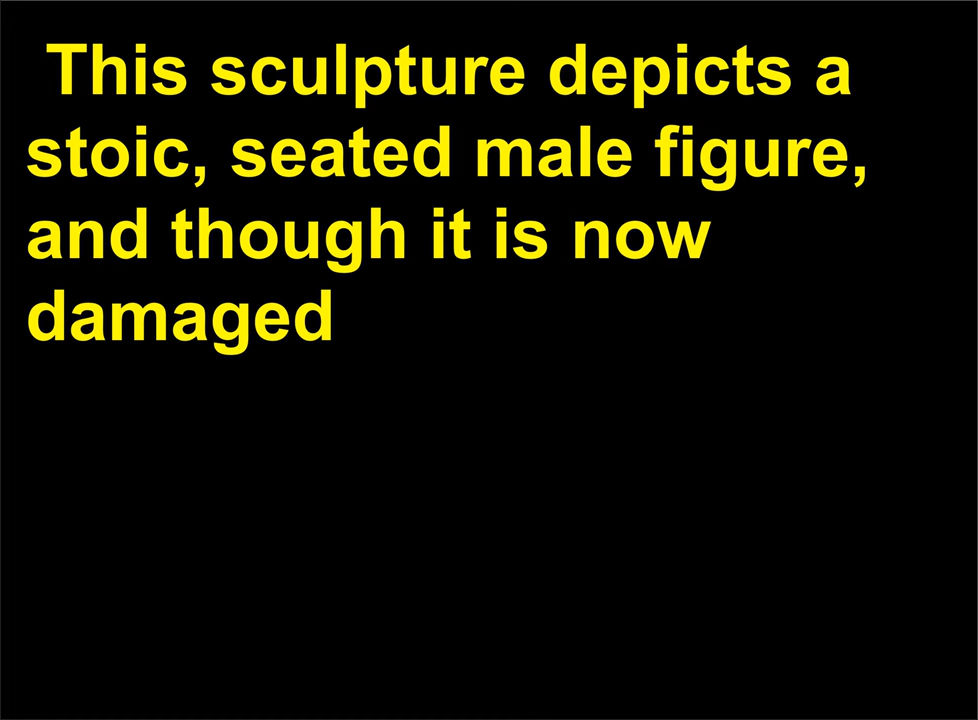 This sculpture depicts a
stoic, seated male figure,
and though it is now
damaged